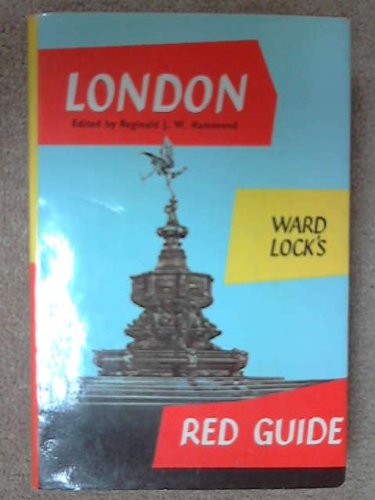 LONDON
Edited by Reginald J. W. Hammond
WARD
LOCK'S
RED GUIDE